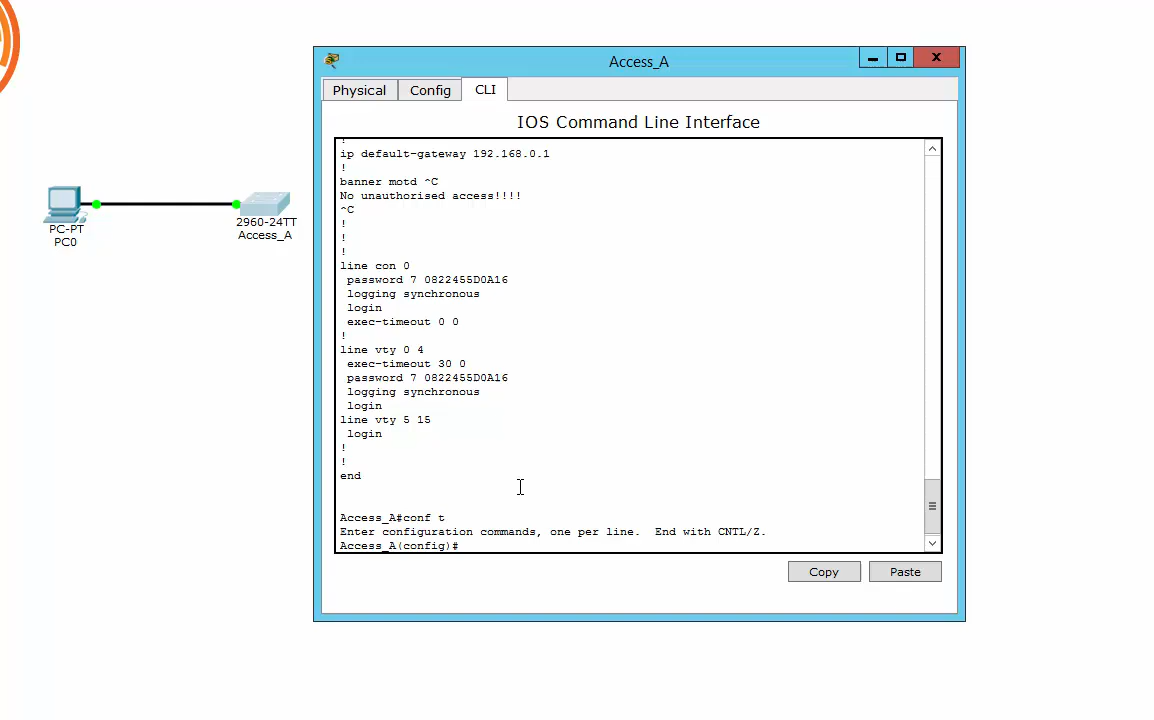 Access_A
Physical
Config
CLI
IOS Command Line Interface
!
ip default-gateway 192.168.0.1
!
banner motd ^C
No unauthorised access!!!!
^C
!
!
!
line con 0
 password 7 0822455D0A16
 logging synchronous
 login
 exec-timeout 0 0
!
line vty 0 4
 exec-timeout 30 0
 password 7 0822455D0A16
 logging synchronous
 login
line vty 5 15
 login
!
!
end
Access_A#conf t
Enter configuration commands, one per line.  End with CNTL/Z.
Access_A(config)#
Copy
Paste
PC-PT
PC0
2960-24TT
Access_A